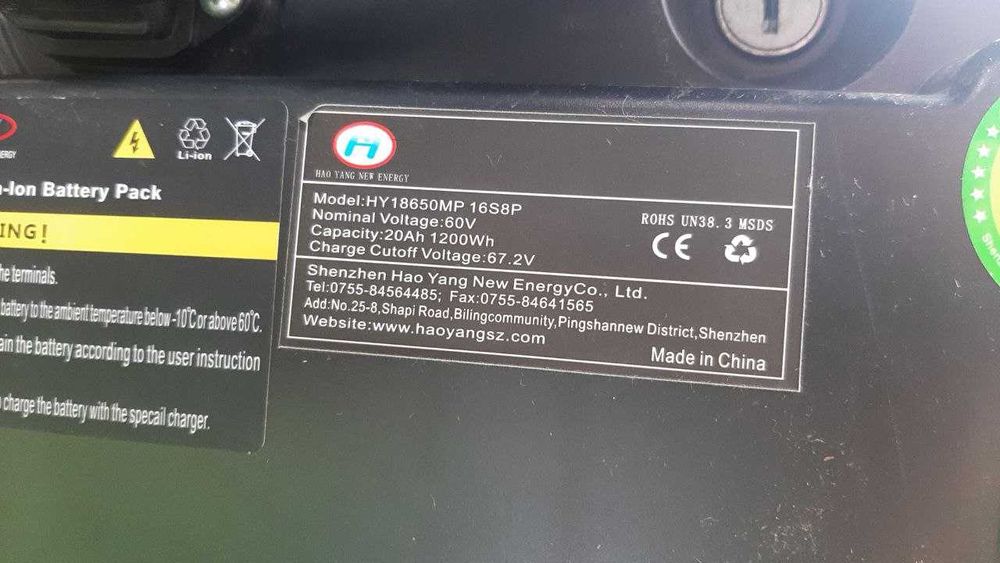 ERGY
Li-ion
-Ion Battery Pack
ING!
he terminals.
battery to the ambient temperature below -10℃ or above 60℃.
ain the battery according to the user instruction
charge the battery with the specail charger.
H
HAO YANG NEW ENERGY
Model:HY18650MP 16S8P
Nominal Voltage:60V
Capacity:20Ah 1200Wh
Charge Cutoff Voltage:67.2V
ROHS UN38.3 MSDS
CE
Shenzhen Hao Yang New EnergyCo., Ltd.
Tel:0755-84564485; Fax:0755-84641565
Add:No.25-8,Shapi Road,Bilingcommunity,Pingshannew District,Shenzhen
Website:www.haoyangsz.com
Made in China